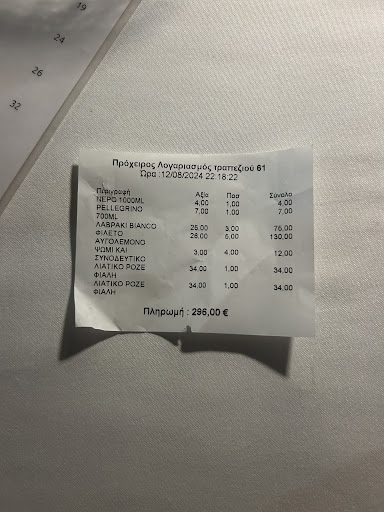 19
24
26
32
Πρόχειρος Λογαριασμός τραπεζιού 61
Ώρα :12/08/2024 22:18:22
Περιγραφή Αξία Ποσ Σύνολο
ΝΕΡΟ 1000ML 4,00 1,00 4,00
PELLEGRINO 7,00 1,00 7,00
700ML
ΛΑΒΡΑΚΙ BIANCO 25,00 3,00 75,00
ΦΙΛΕΤΟ 26,00 5,00 130,00
ΑΥΓΟΛΕΜΟΝΟ
ΨΩΜΙ ΚΑΙ 3,00 4,00 12,00
ΣΥΝΟΔΕΥΤΙΚΟ
ΛΙΑΤΙΚΟ ΡΟΖΕ 34,00 1,00 34,00
ΦΙΑΛΗ
ΛΙΑΤΙΚΟ ΡΟΖΕ 34,00 1,00 34,00
ΦΙΑΛΗ
Πληρωμή : 296,00 €